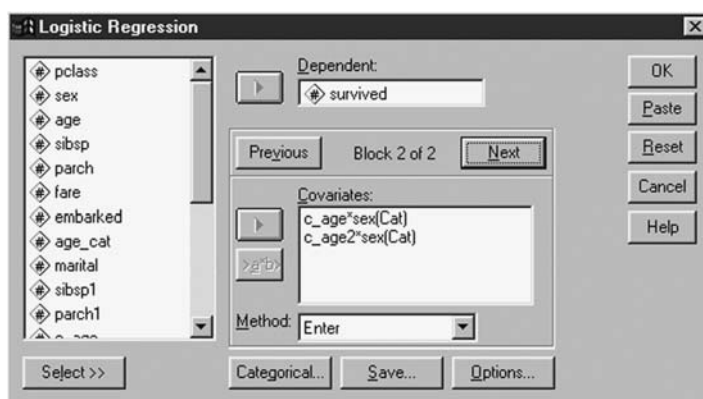 Logistic Regression
pclass
sex
age
sibsp
parch
fare
embarked
age_cat
marital
sibsp1
parch1
c_age
Select >>
Dependent:
survived
Previous
Block 2 of 2
Next
Covariates:
c_age*sex(Cat)
c_age2*sex(Cat)
>a*b>
Method:
Enter
Categorical...
Save...
Options...
OK
Paste
Reset
Cancel
Help